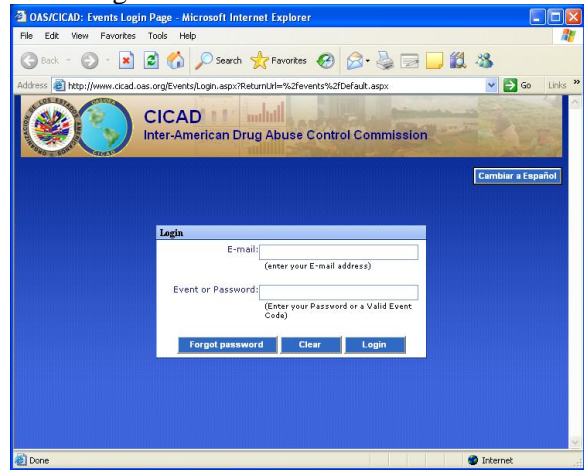 OAS/CICAD: Events Login Page - Microsoft Internet Explorer
File Edit View Favorites Tools Help
Back Search Favorites
Address http://www.cicad.oas.org/Events/Login.aspx?ReturnUrl=%2fevents%2fDefault.aspx Go Links »
CICAD
Inter-American Drug Abuse Control Commission
Cambiar a Español
Login
E-mail:
(enter your E-mail address)
Event or Password:
(Enter your Password or a Valid Event
Code)
Forgot password Clear Login
Done Internet